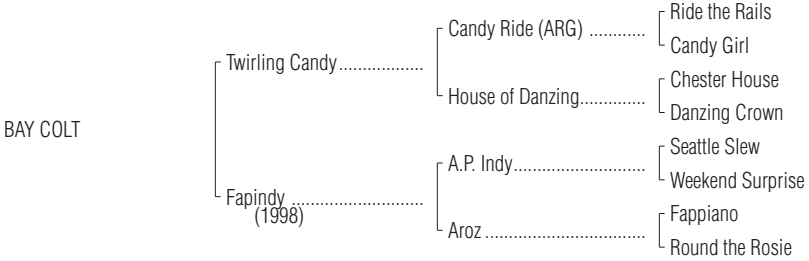 Ride the Rails
Candy Ride (ARG) ............
Candy Girl
Twirling Candy..................
Chester House
House of Danzing..............
Danzing Crown
BAY COLT
Seattle Slew
A.P. Indy............................
Weekend Surprise
Fapindy ............................
(1998)
Fappiano
Aroz ..................................
Round the Rosie